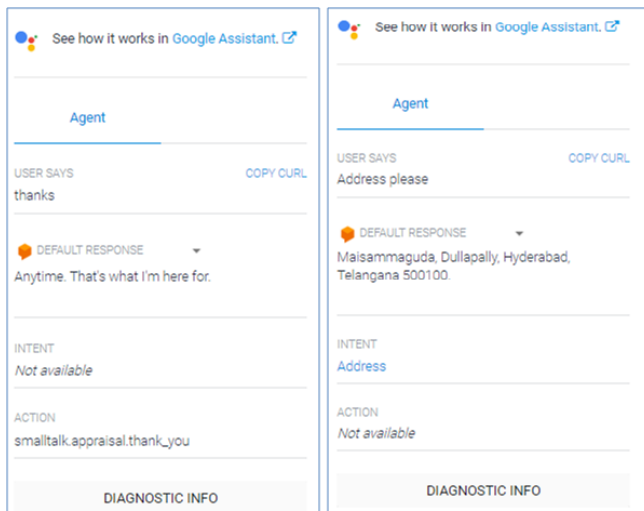 See how it works in Google Assistant.
Agent
USER SAYS COPY CURL
thanks
DEFAULT RESPONSE
Anytime. That's what I'm here for.
INTENT
Not available
ACTION
smalltalk.appraisal.thank_you
DIAGNOSTIC INFO
See how it works in Google Assistant.
Agent
USER SAYS COPY CURL
Address please
DEFAULT RESPONSE
Maisammaguda, Dullapally, Hyderabad,
Telangana 500100.
INTENT
Address
ACTION
Not available
DIAGNOSTIC INFO